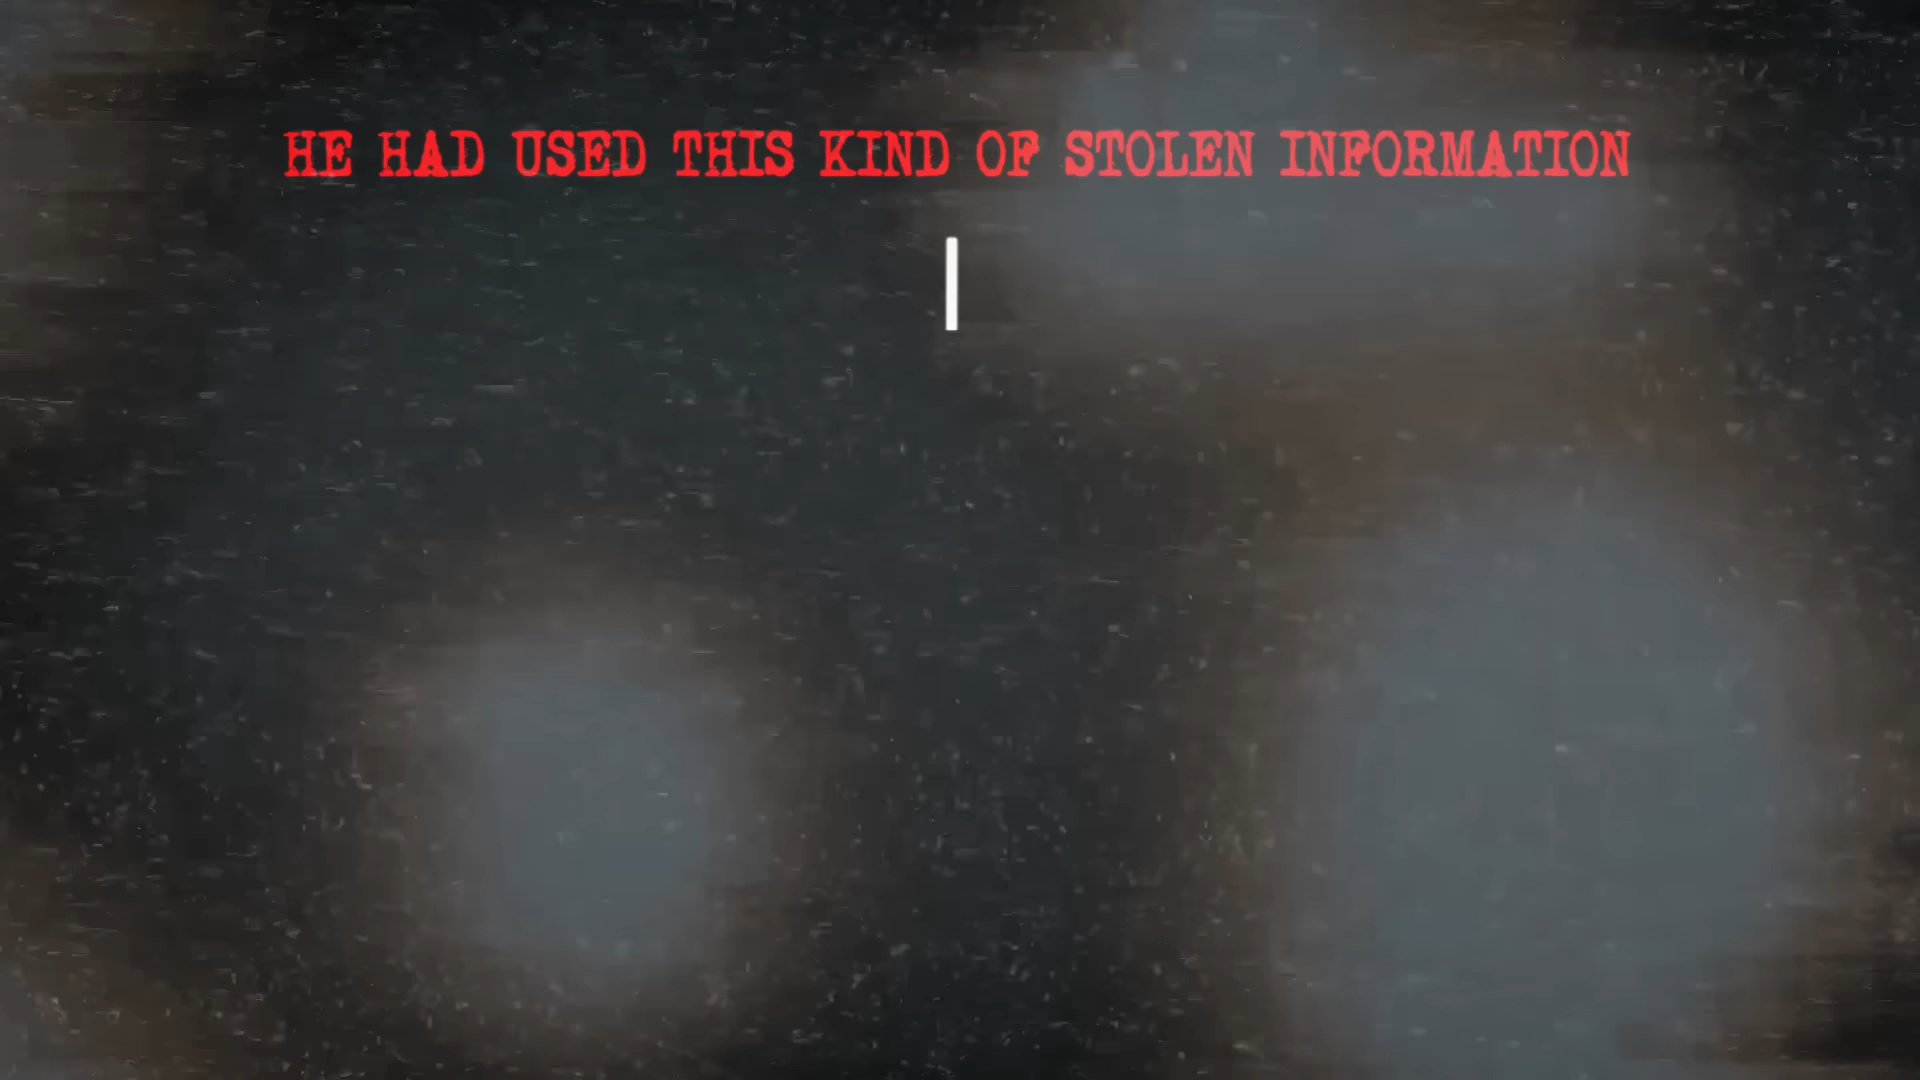 HE HAD USED THIS KIND OF STOLEN INFORMATION